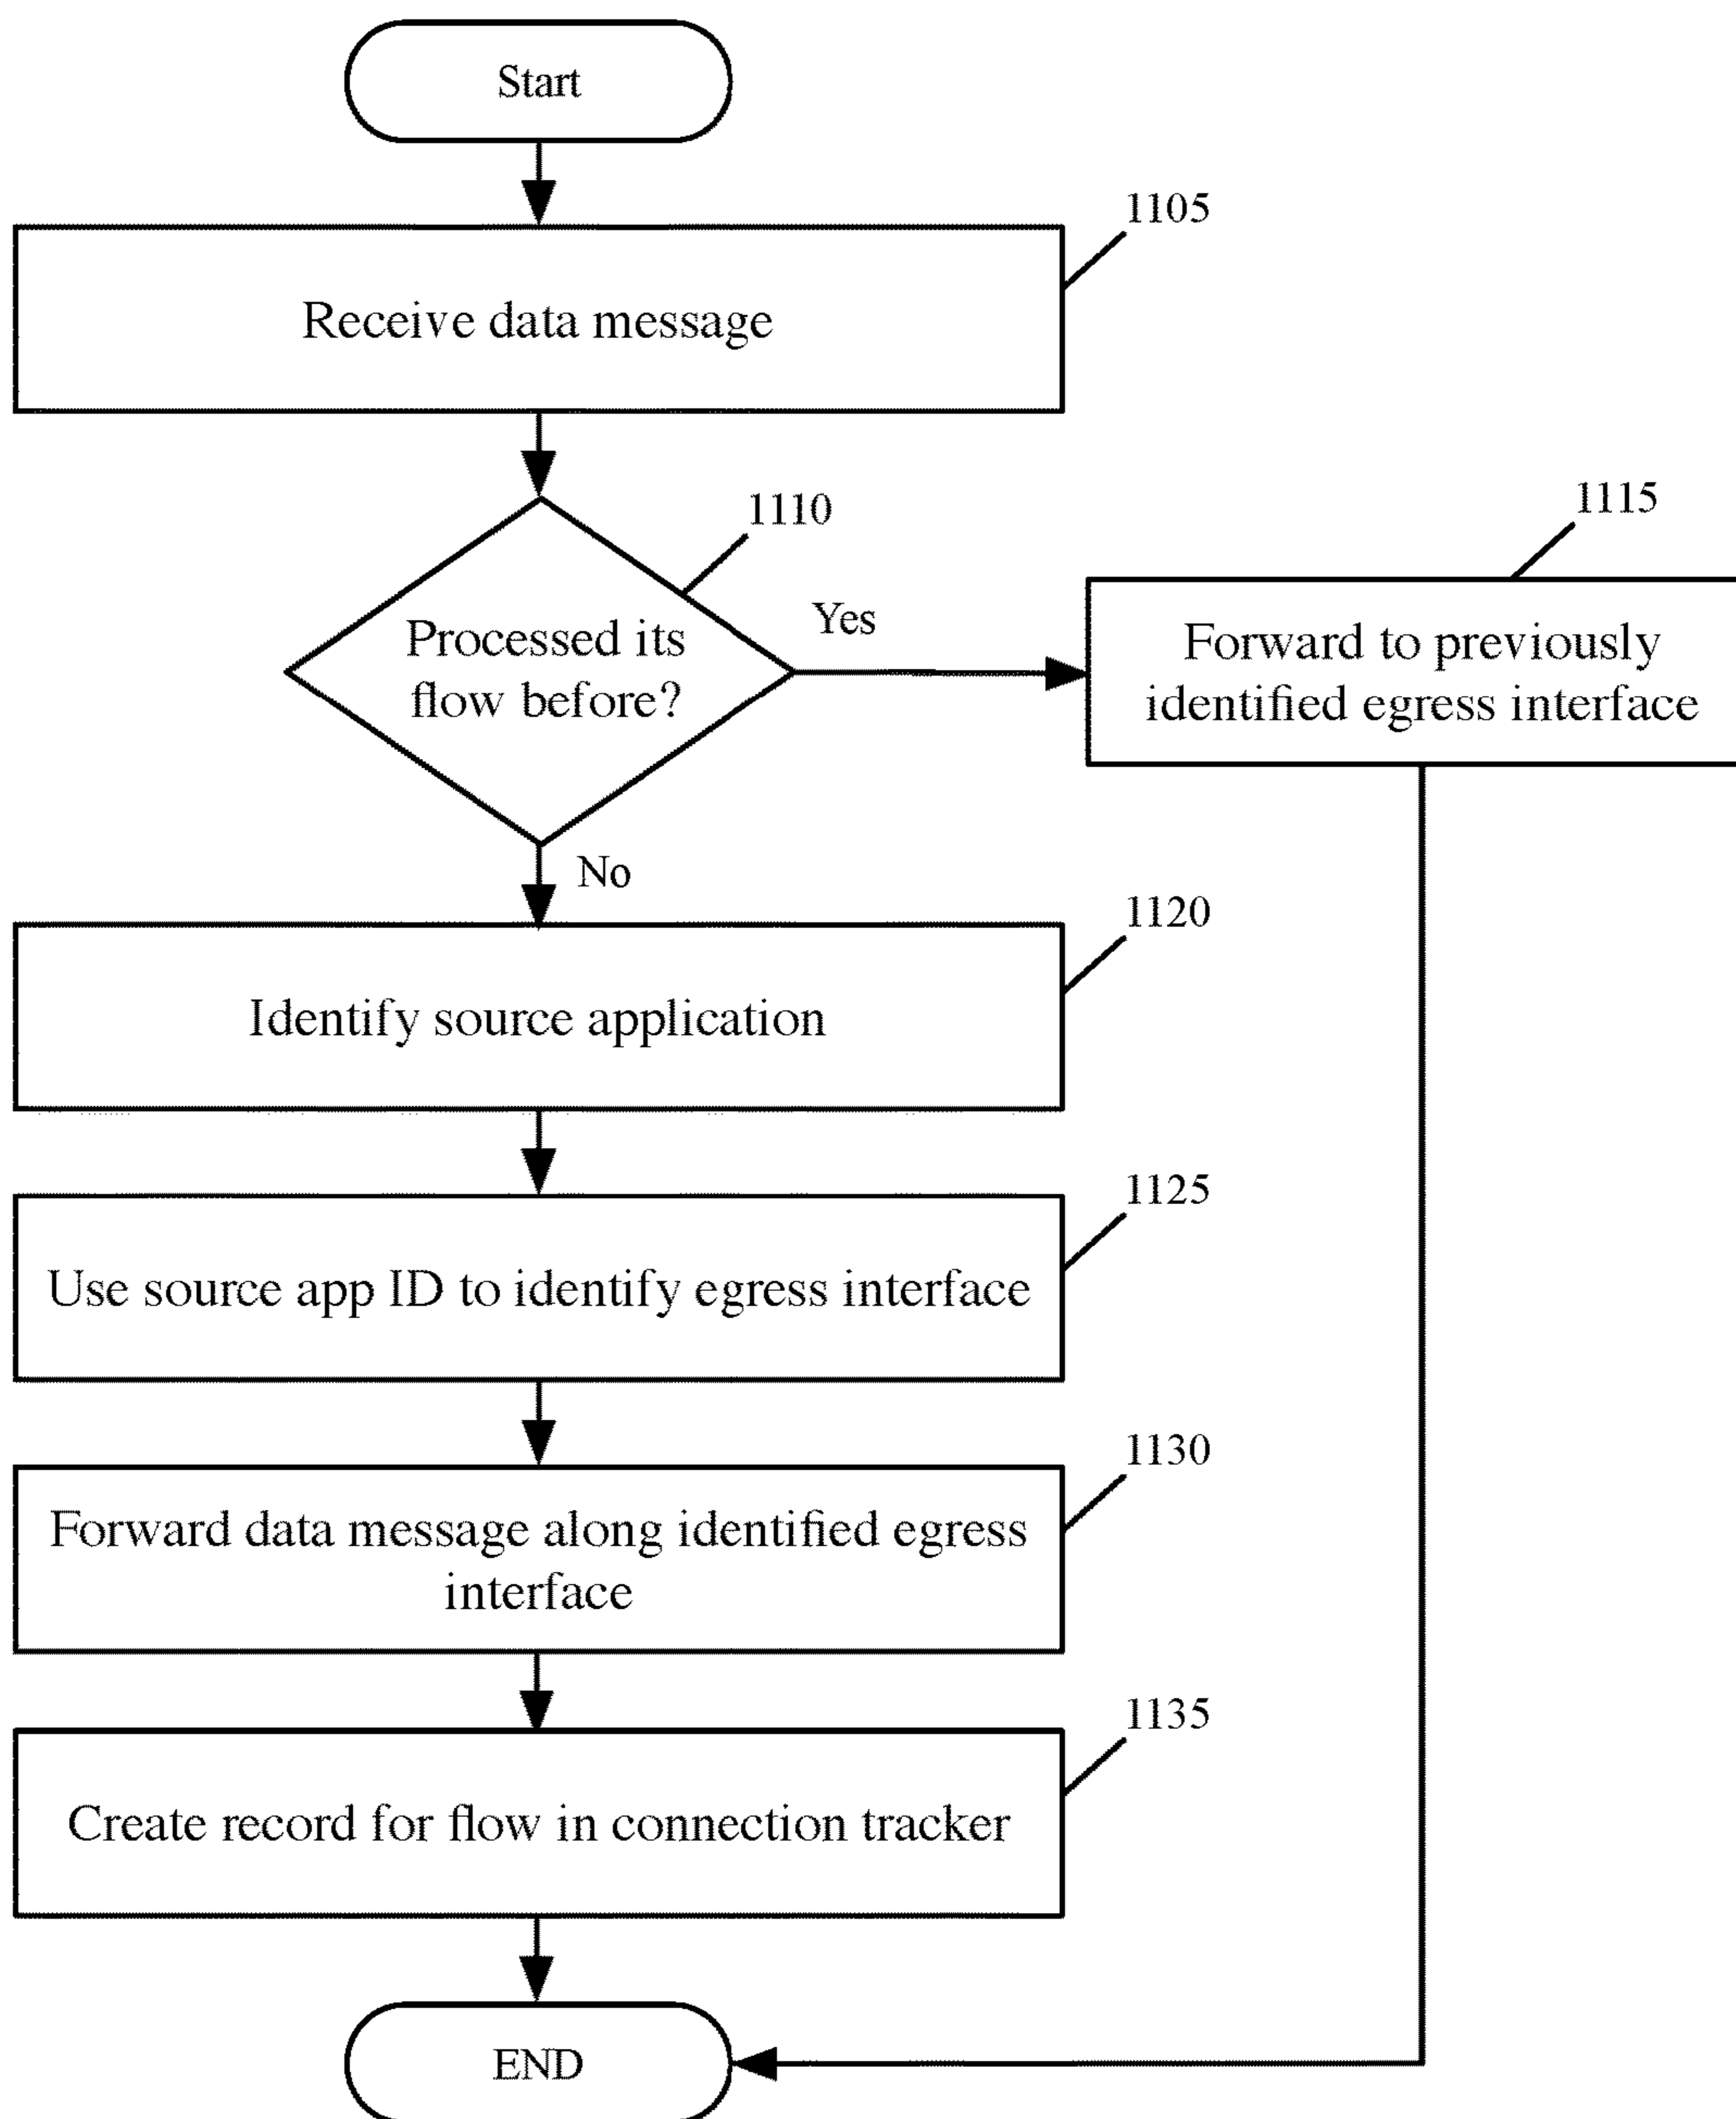 Start
1105
Receive data message
1110
1115
Processed its
flow before?
Yes
Forward to previously
identified egress interface
No
1120
Identify source application
1125
Use source app ID to identify egress interface
1130
Forward data message along identified egress
interface
1135
Create record for flow in connection tracker
END